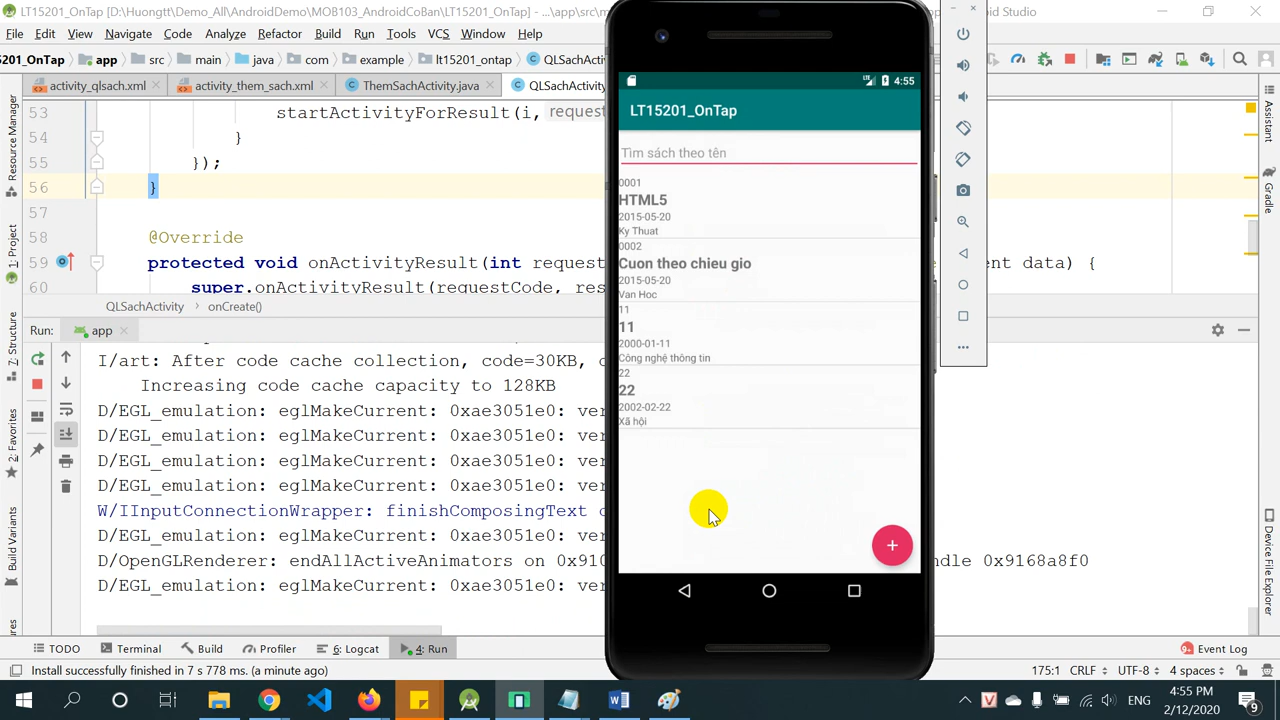 LT15201_OnTap [D:\Huongtt\Demo_All\AndroidDemo\MOB103_AndroidCoBan\LT15201_OnTap] - ...\app\src\m
Android Studio
File Edit View Navigate Code Analyze Refactor Build Run Tools VCS Window Help
5201_OnTap app src main java com example lt15201_ontap QLSachActivity
activity_qlsach.xml them_sach.xml ThemSachActivity.java QLSachActivity
53 startActivityForResult(i, request
54 }
55 });
56 }
57
58 @Override
59 protected void onActivityResult(int request ent data) {
60 super.onActivityResult(requestCode, res
QLSachActivity onCreate()
Run: app
I/art: After code cache collection, code=30KB, d
Increasing code cache capacity to 128KB
D/EGL_emulation: eglMakeCurrent: 0xae3051e0: ver
D/EGL_emulation: eglMakeCurrent: 0xae3051e0: ver
D/EGL_emulation: eglMakeCurrent: 0xae3051e0: ver
D/EGL_emulation: eglMakeCurrent: 0xae3051e0: ver
W/IInputConnectionWrapper: finishComposingText o
D/EGL_emulation: eglMakeCurrent: 0xae3051e0: ver
D/OpenGLRenderer: endAllActiveAnimators on 0x910 ndle 0x9168a8f0)
D/EGL_emulation: eglMakeCurrent: 0xae3051e0: ver
Resource Manager
1: Project
Z: Structure
2: Favorites
Build Variants
Assistant
Gradle
Device File Explorer
LTE 4:55
LT15201_OnTap
Tìm sách theo tên
0001
HTML5
2015-05-20
Ky Thuat
0002
Cuon theo chieu gio
2015-05-20
Van Hoc
11
11
2000-01-11
Công nghệ thông tin
22
22
2002-02-22
Xã hội
+
TODO Terminal Build Profiler 6: Logcat 4: Run Event Log
Install successfully finished in 7 s 778 ms. (a minute ago)
175:1 CRLF UTF-8 4 spaces
ENG
4:55 PM
2/12/2020
9